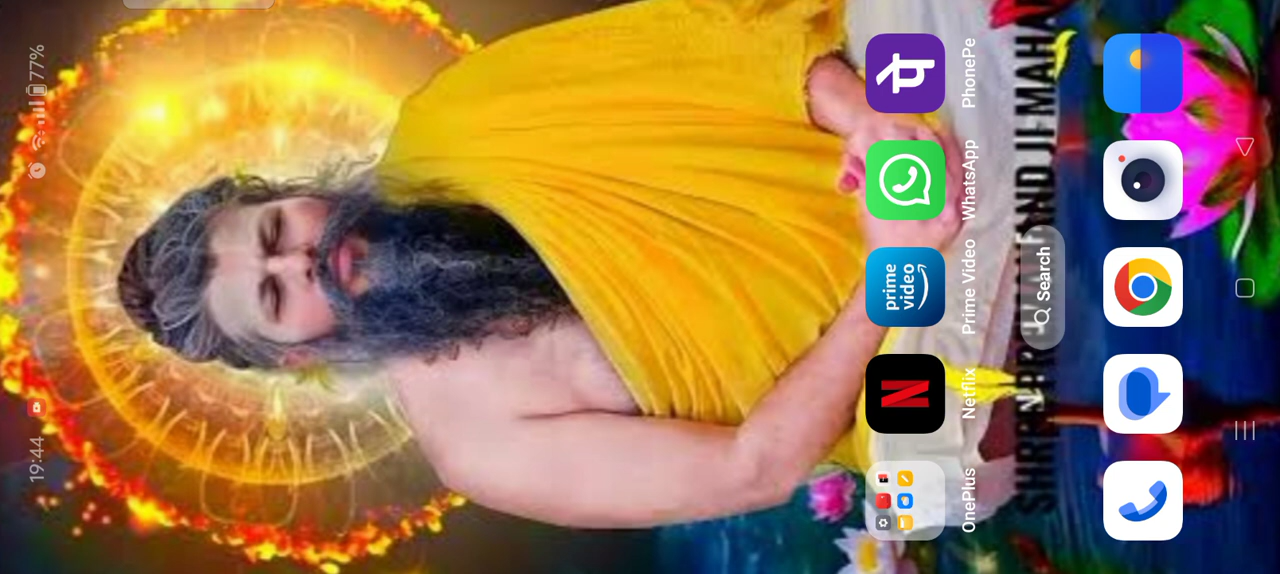 19:44
77%
OnePlus
Netflix
prime video
Prime Video
WhatsApp
PhonePe
Search